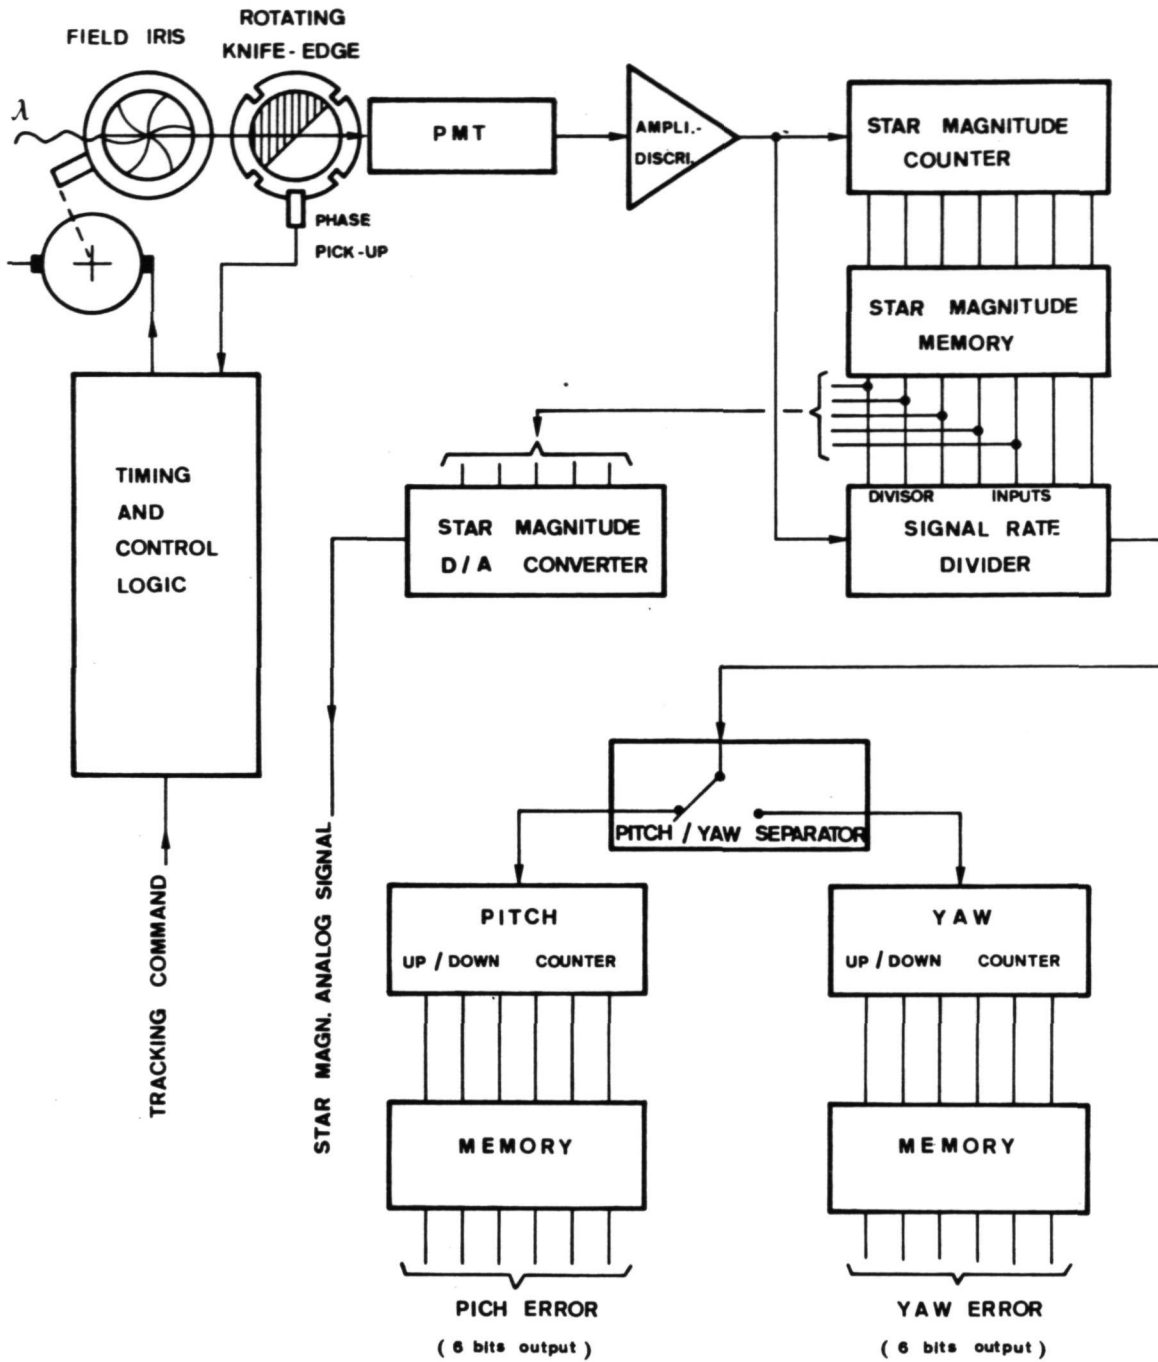 FIELD IRIS
ROTATING
KNIFE-EDGE
λ
PMT
AMPLI.-
DISCRI.
STAR MAGNITUDE
COUNTER
PHASE
PICK-UP
STAR MAGNITUDE
MEMORY
TIMING
AND
CONTROL
LOGIC
DIVISOR INPUTS
SIGNAL RATE
DIVIDER
STAR MAGNITUDE
D/A CONVERTER
PITCH / YAW SEPARATOR
TRACKING COMMAND
STAR MAGN. ANALOG SIGNAL
PITCH
UP / DOWN COUNTER
YAW
UP / DOWN COUNTER
MEMORY
MEMORY
PICH ERROR
( 6 bits output )
YAW ERROR
( 6 bits output )